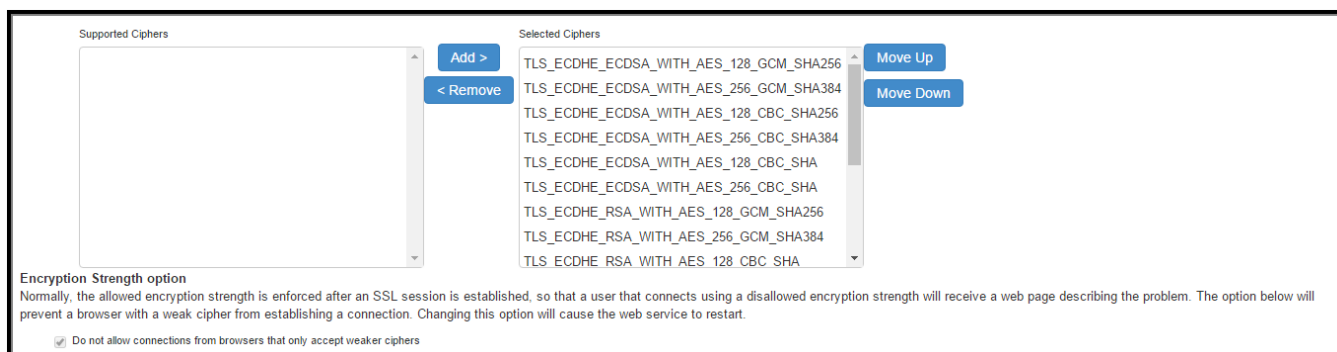 Supported Ciphers
Selected Ciphers
Add >
< Remove
TLS_ECDHE_ECDSA_WITH_AES_128_GCM_SHA256
TLS_ECDHE_ECDSA_WITH_AES_256_GCM_SHA384
TLS_ECDHE_ECDSA_WITH_AES_128_CBC_SHA256
TLS_ECDHE_ECDSA_WITH_AES_256_CBC_SHA384
TLS_ECDHE_ECDSA_WITH_AES_128_CBC_SHA
TLS_ECDHE_ECDSA_WITH_AES_256_CBC_SHA
TLS_ECDHE_RSA_WITH_AES_128_GCM_SHA256
TLS_ECDHE_RSA_WITH_AES_256_GCM_SHA384
TLS_ECDHE_RSA_WITH_AES_128_CBC_SHA
Move Up
Move Down
Encryption Strength option
Normally, the allowed encryption strength is enforced after an SSL session is established, so that a user that connects using a disallowed encryption strength will receive a web page describing the problem. The option below will
prevent a browser with a weak cipher from establishing a connection. Changing this option will cause the web service to restart.
Do not allow connections from browsers that only accept weaker ciphers